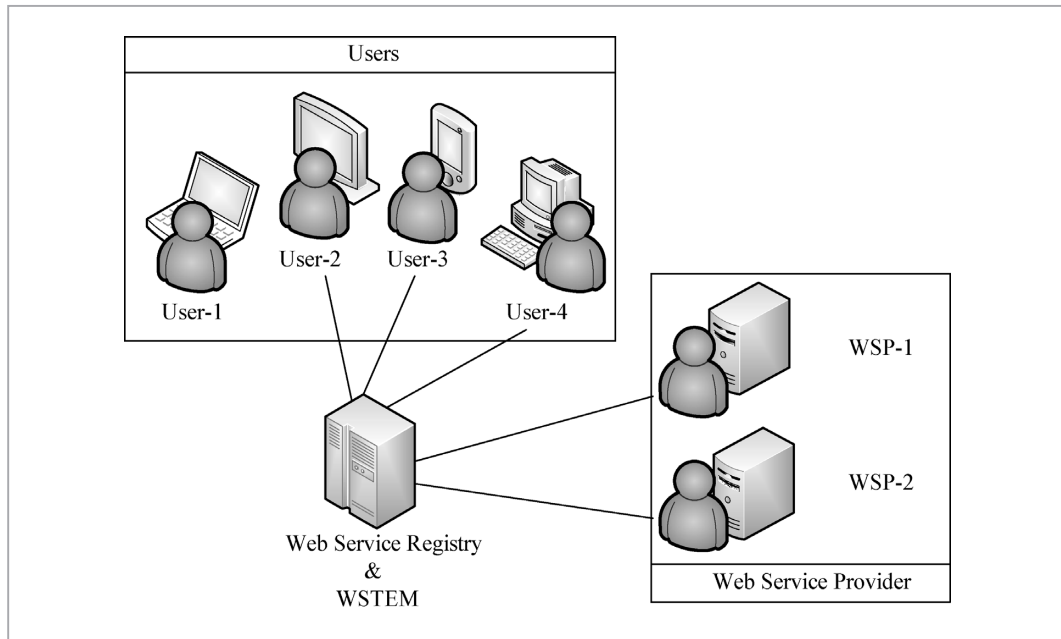 Users
User-1
User-2
User-3
User-4
WSP-1
WSP-2
Web Service Provider
Web Service Registry
&
WSTEM